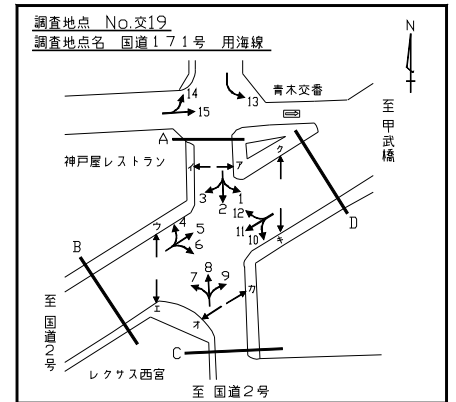 調査地点 No.交19
調査地点名 国道171号 用海線
N
14
15
13
青木交番
至 甲武橋
A
神戸屋レストラン
イ
ア
ク
3
2
1
12
11
10
D
ウ
4
5
6
キ
B
7
8
9
カ
エ
オ
至 国道2号
C
レクサス西宮
至 国道2号